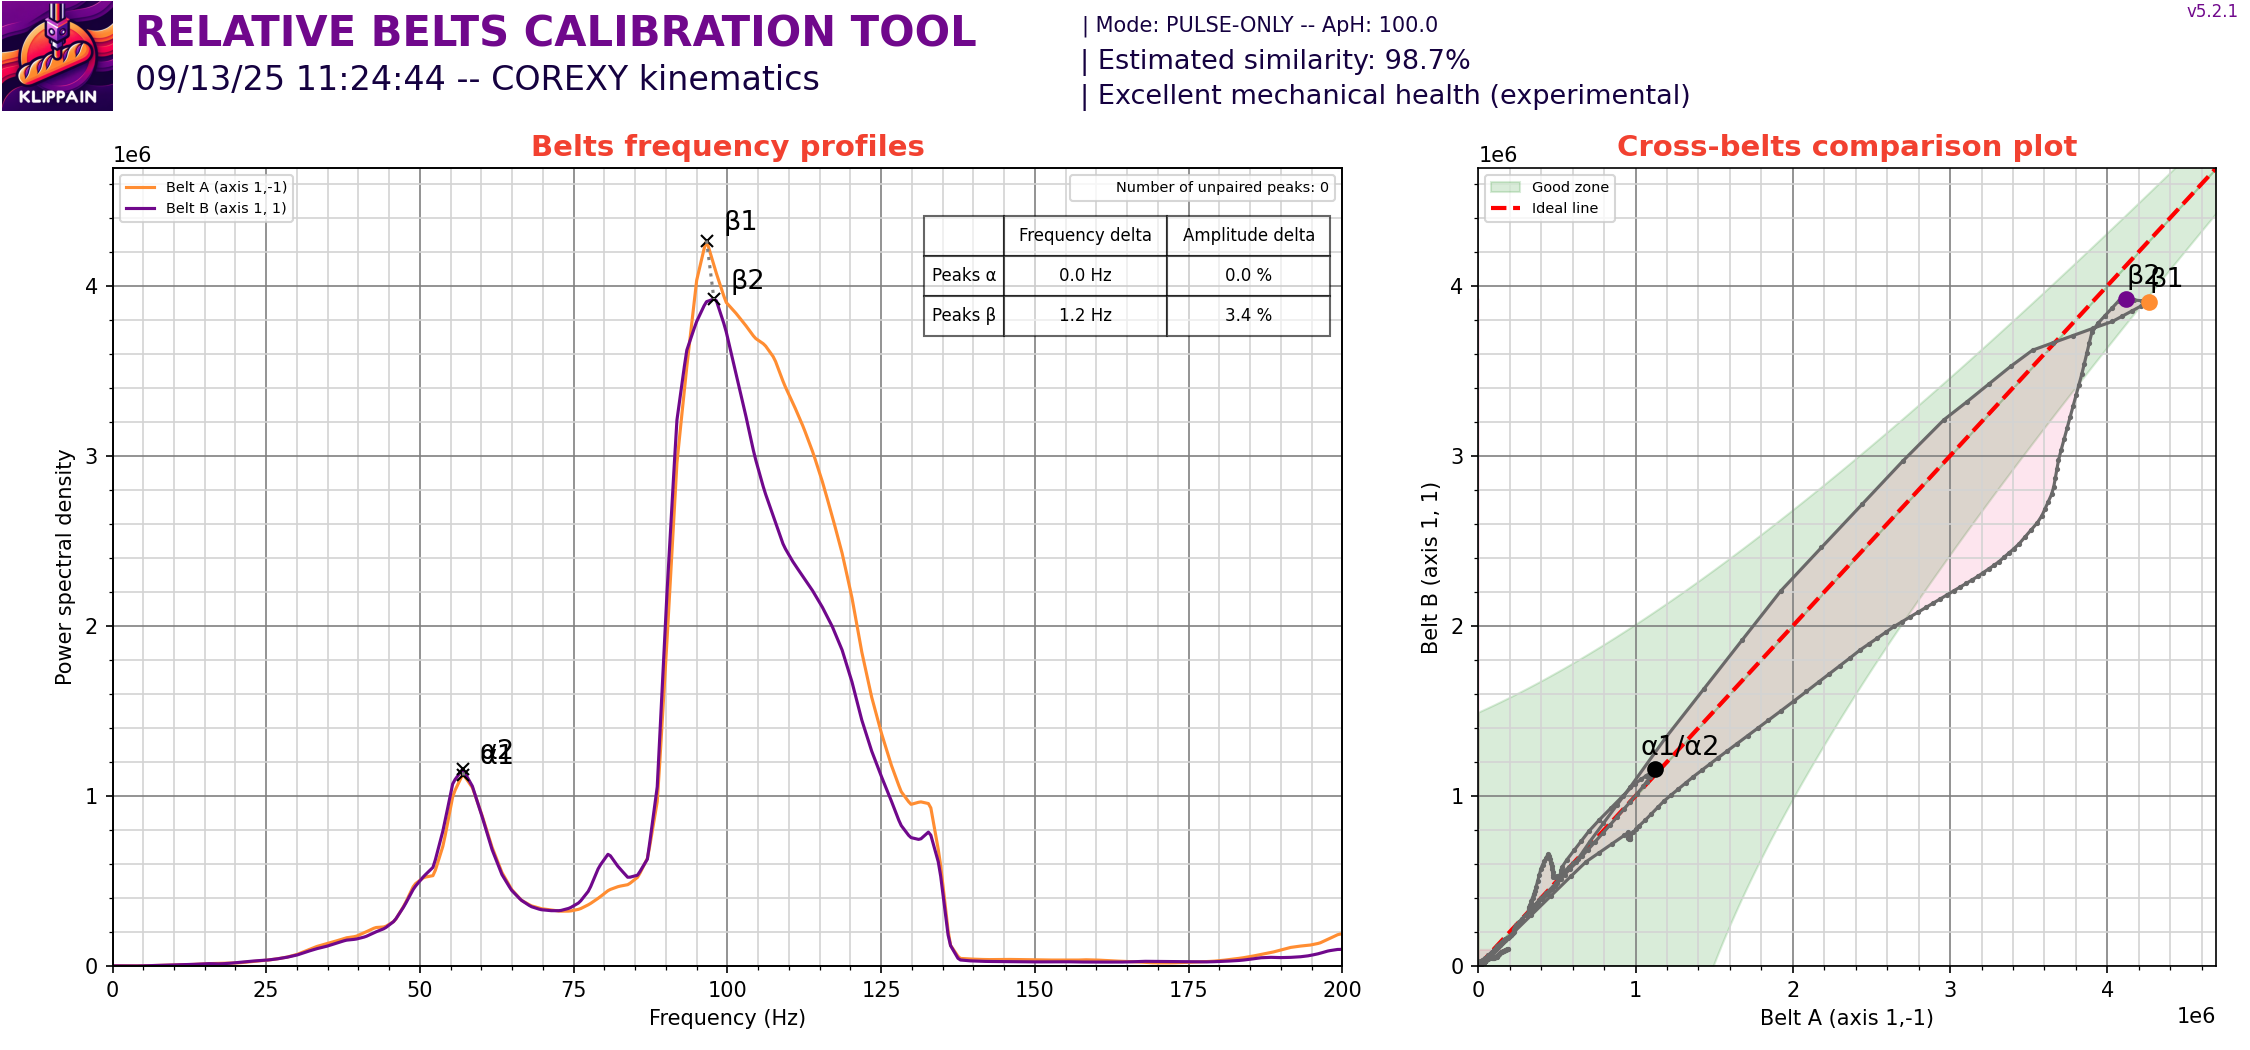 KLIPPAIN
RELATIVE BELTS CALIBRATION TOOL
09/13/25 11:24:44 -- COREXY kinematics
| Mode: PULSE-ONLY -- ApH: 100.0
| Estimated similarity: 98.7%
| Excellent mechanical health (experimental)
v5.2.1
Belts frequency profiles
1e6
Belt A (axis 1,-1)
Belt B (axis 1, 1)
Number of unpaired peaks: 0
Frequency delta Amplitude delta
Peaks α 0.0 Hz 0.0 %
Peaks β 1.2 Hz 3.4 %
β1
β2
α2
α1
4
3
2
1
0
Power spectral density
0 25 50 75 100 125 150 175 200
Frequency (Hz)
Cross-belts comparison plot
1e6
Good zone
Ideal line
β2
β1
α1/α2
4
3
2
1
0
Belt B (axis 1, 1)
0 1 2 3 4
Belt A (axis 1,-1)
1e6